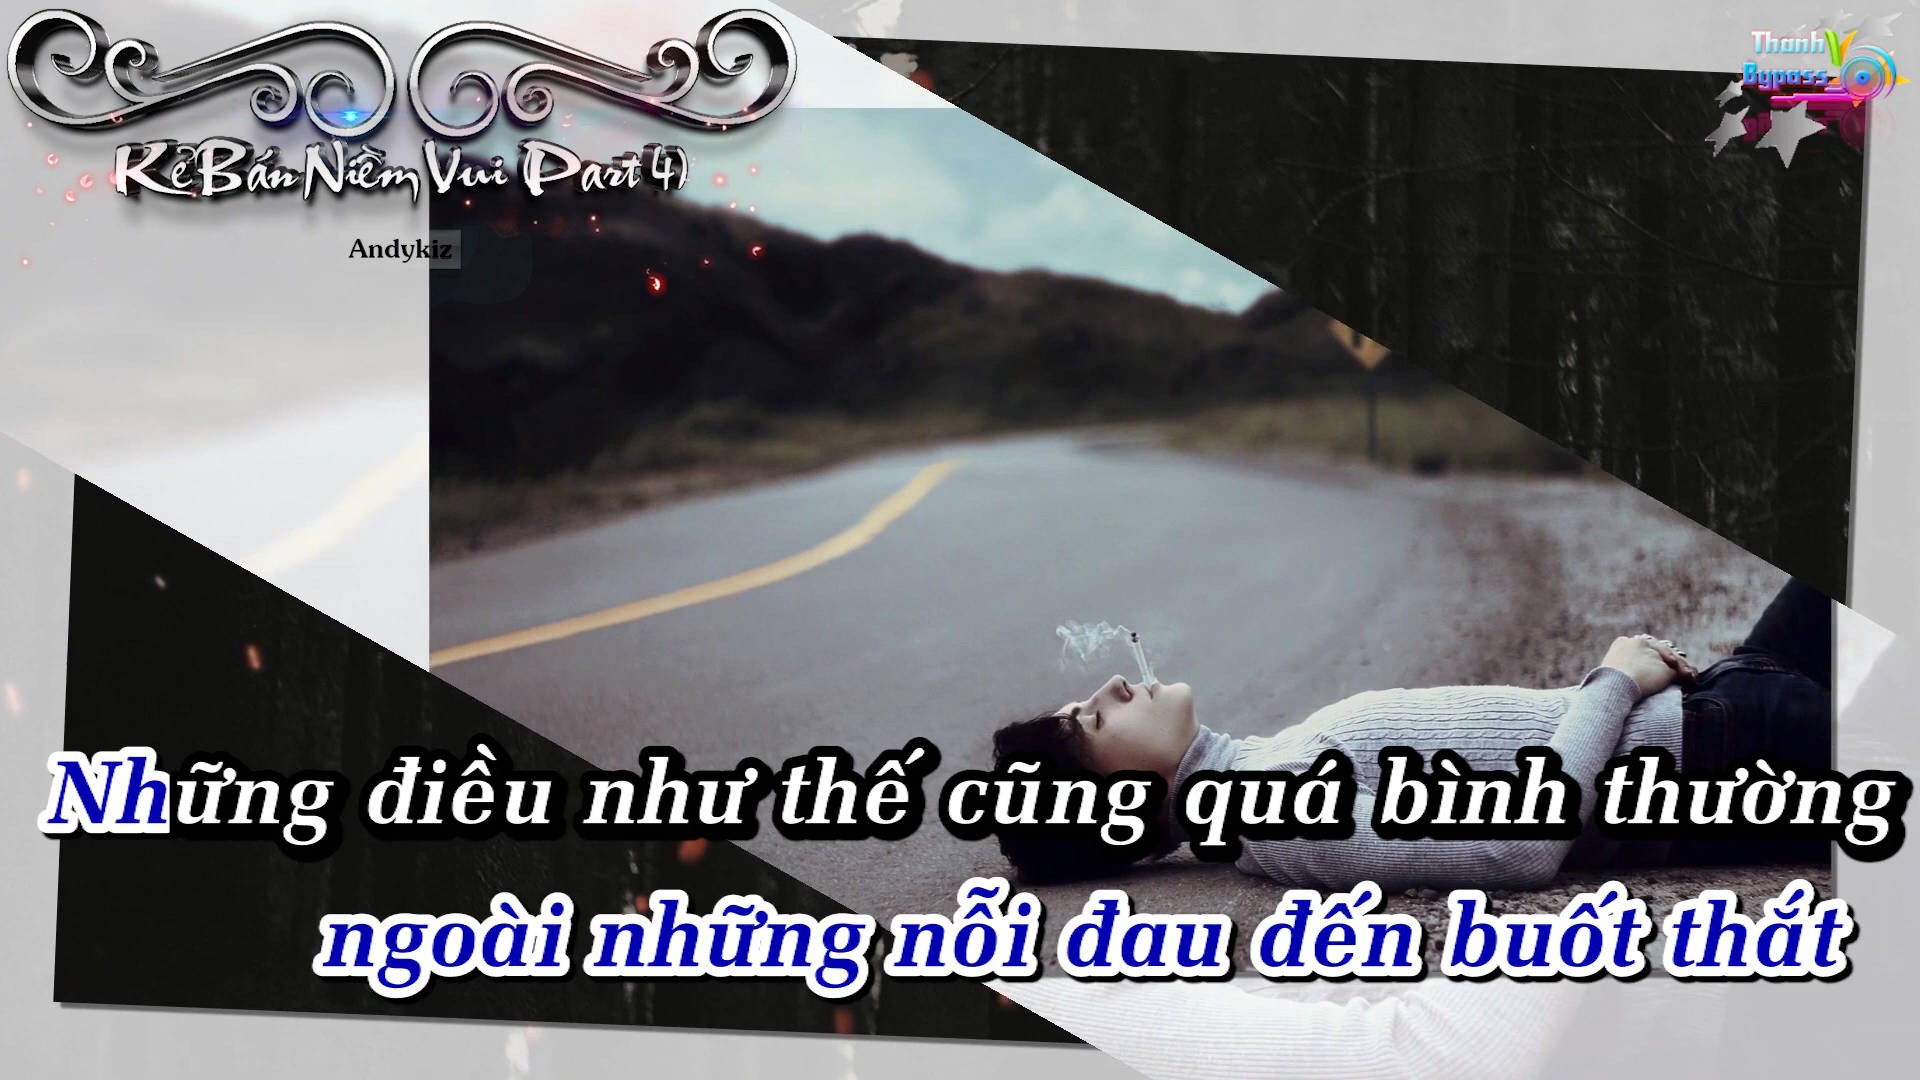 Kẻ Bán Niềm Vui (Part 4)
Thanh V
Bypass
Andykiz
Những điều như thế cũng quá bình thường
ngoài những nỗi đau đến buốt thắt